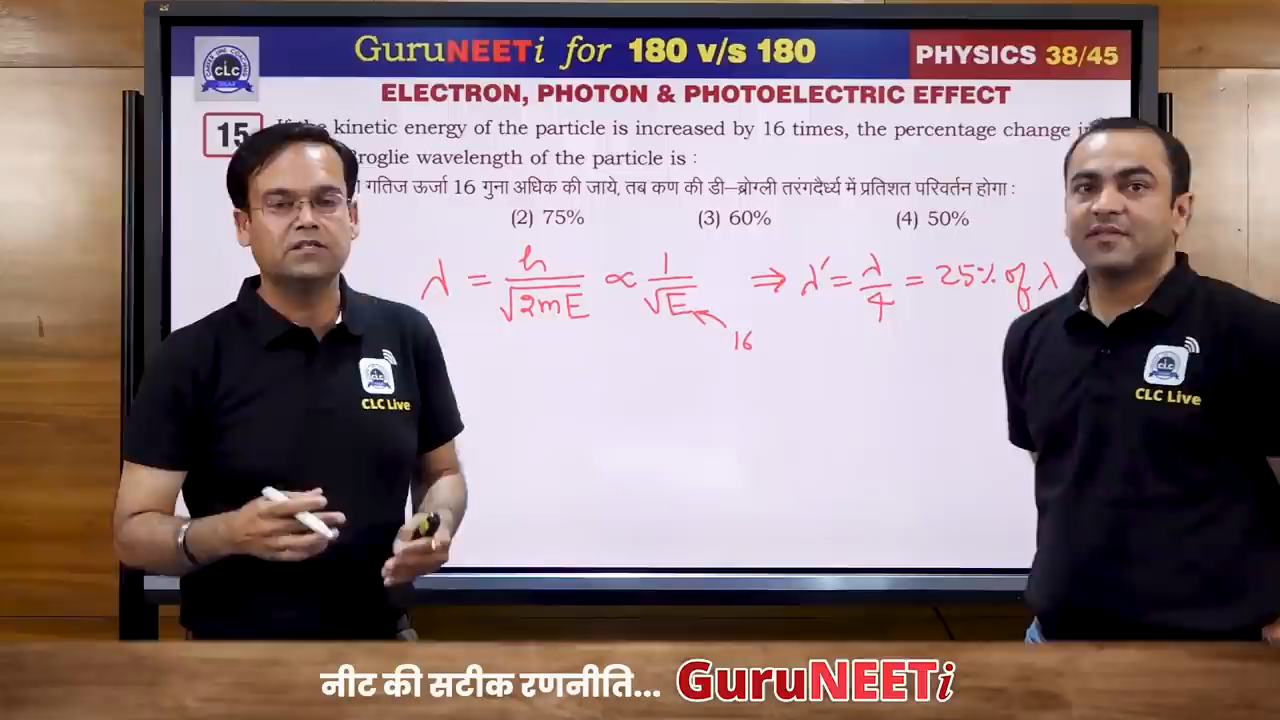 GuruNEETi for 180 v/s 180
PHYSICS 38/45
CLC
ELECTRON, PHOTON & PHOTOELECTRIC EFFECT
15
kinetic energy of the particle is increased by 16 times, the percentage change
Broglie wavelength of the particle is :
गतिज ऊर्जा 16 गुना अधिक की जाये, तब कण की डी–ब्रोग्ली तरंगदैर्ध्य में प्रतिशत परिवर्तन होगा :
(2) 75% (3) 60% (4) 50%
λ = h/√2mE ∝ 1/√E ⇒ λ' = λ/4 = 25% of λ
16
CLC Live
CLC Live
नीट की सटीक रणनीति... GuruNEETi